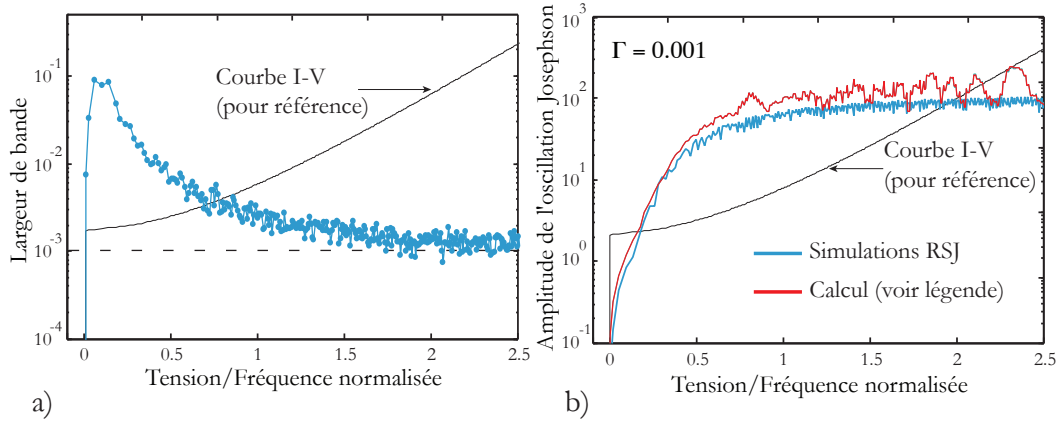 a)
Largeur de bande
10^-1
10^-2
10^-3
10^-4
0
0.5
1
1.5
2
2.5
Tension/Fréquence normalisée
Courbe I-V
(pour référence)
b)
Amplitude de l'oscillation Josephson
10^3
10^2
10^1
10^0
10^-1
0
0.5
1
1.5
2
2.5
Tension/Fréquence normalisée
Γ = 0.001
Courbe I-V
(pour référence)
Simulations RSJ
Calcul (voir légende)